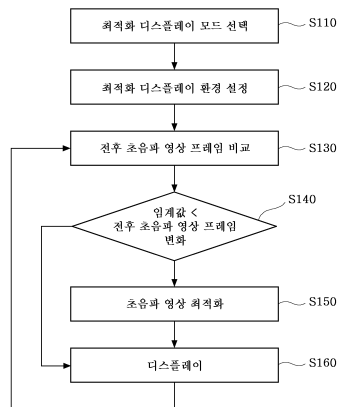 최적화 디스플레이 모드 선택
S110
최적화 디스플레이 환경 설정
S120
전후 초음파 영상 프레임 비교
S130
임계값 <
전후 초음파 영상 프레임
변화
S140
초음파 영상 최적화
S150
디스플레이
S160